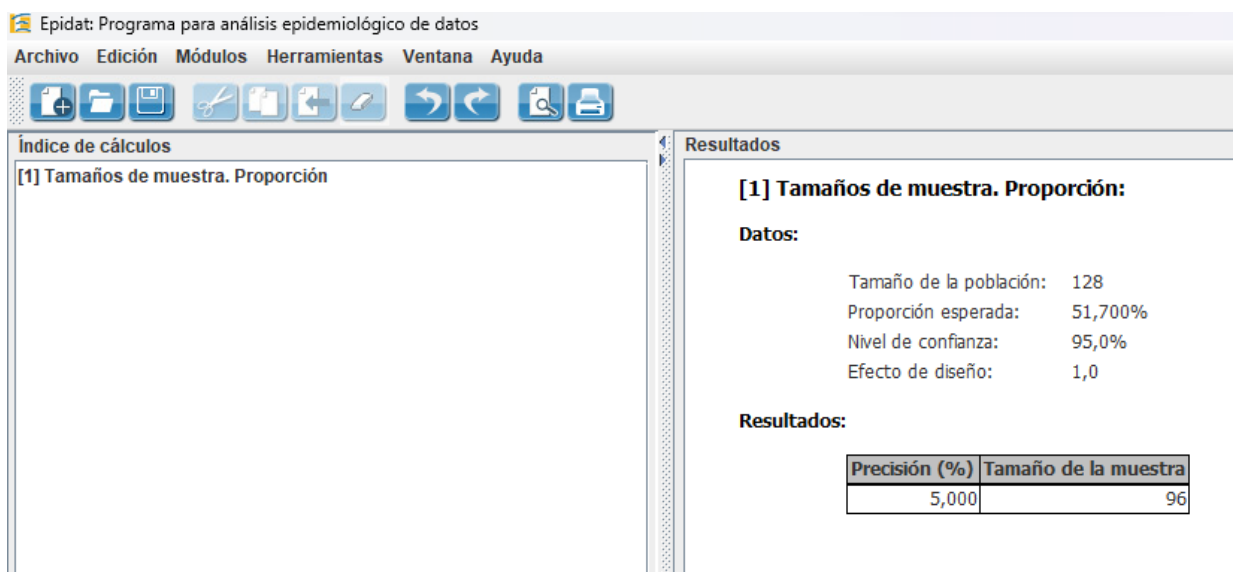 Epidat: Programa para análisis epidemiológico de datos
Archivo Edición Módulos Herramientas Ventana Ayuda
Índice de cálculos
[1] Tamaños de muestra. Proporción
Resultados
[1] Tamaños de muestra. Proporción:
Datos:
Tamaño de la población: 128
Proporción esperada: 51,700%
Nivel de confianza: 95,0%
Efecto de diseño: 1,0
Resultados:
Precisión (%) Tamaño de la muestra
5,000 96